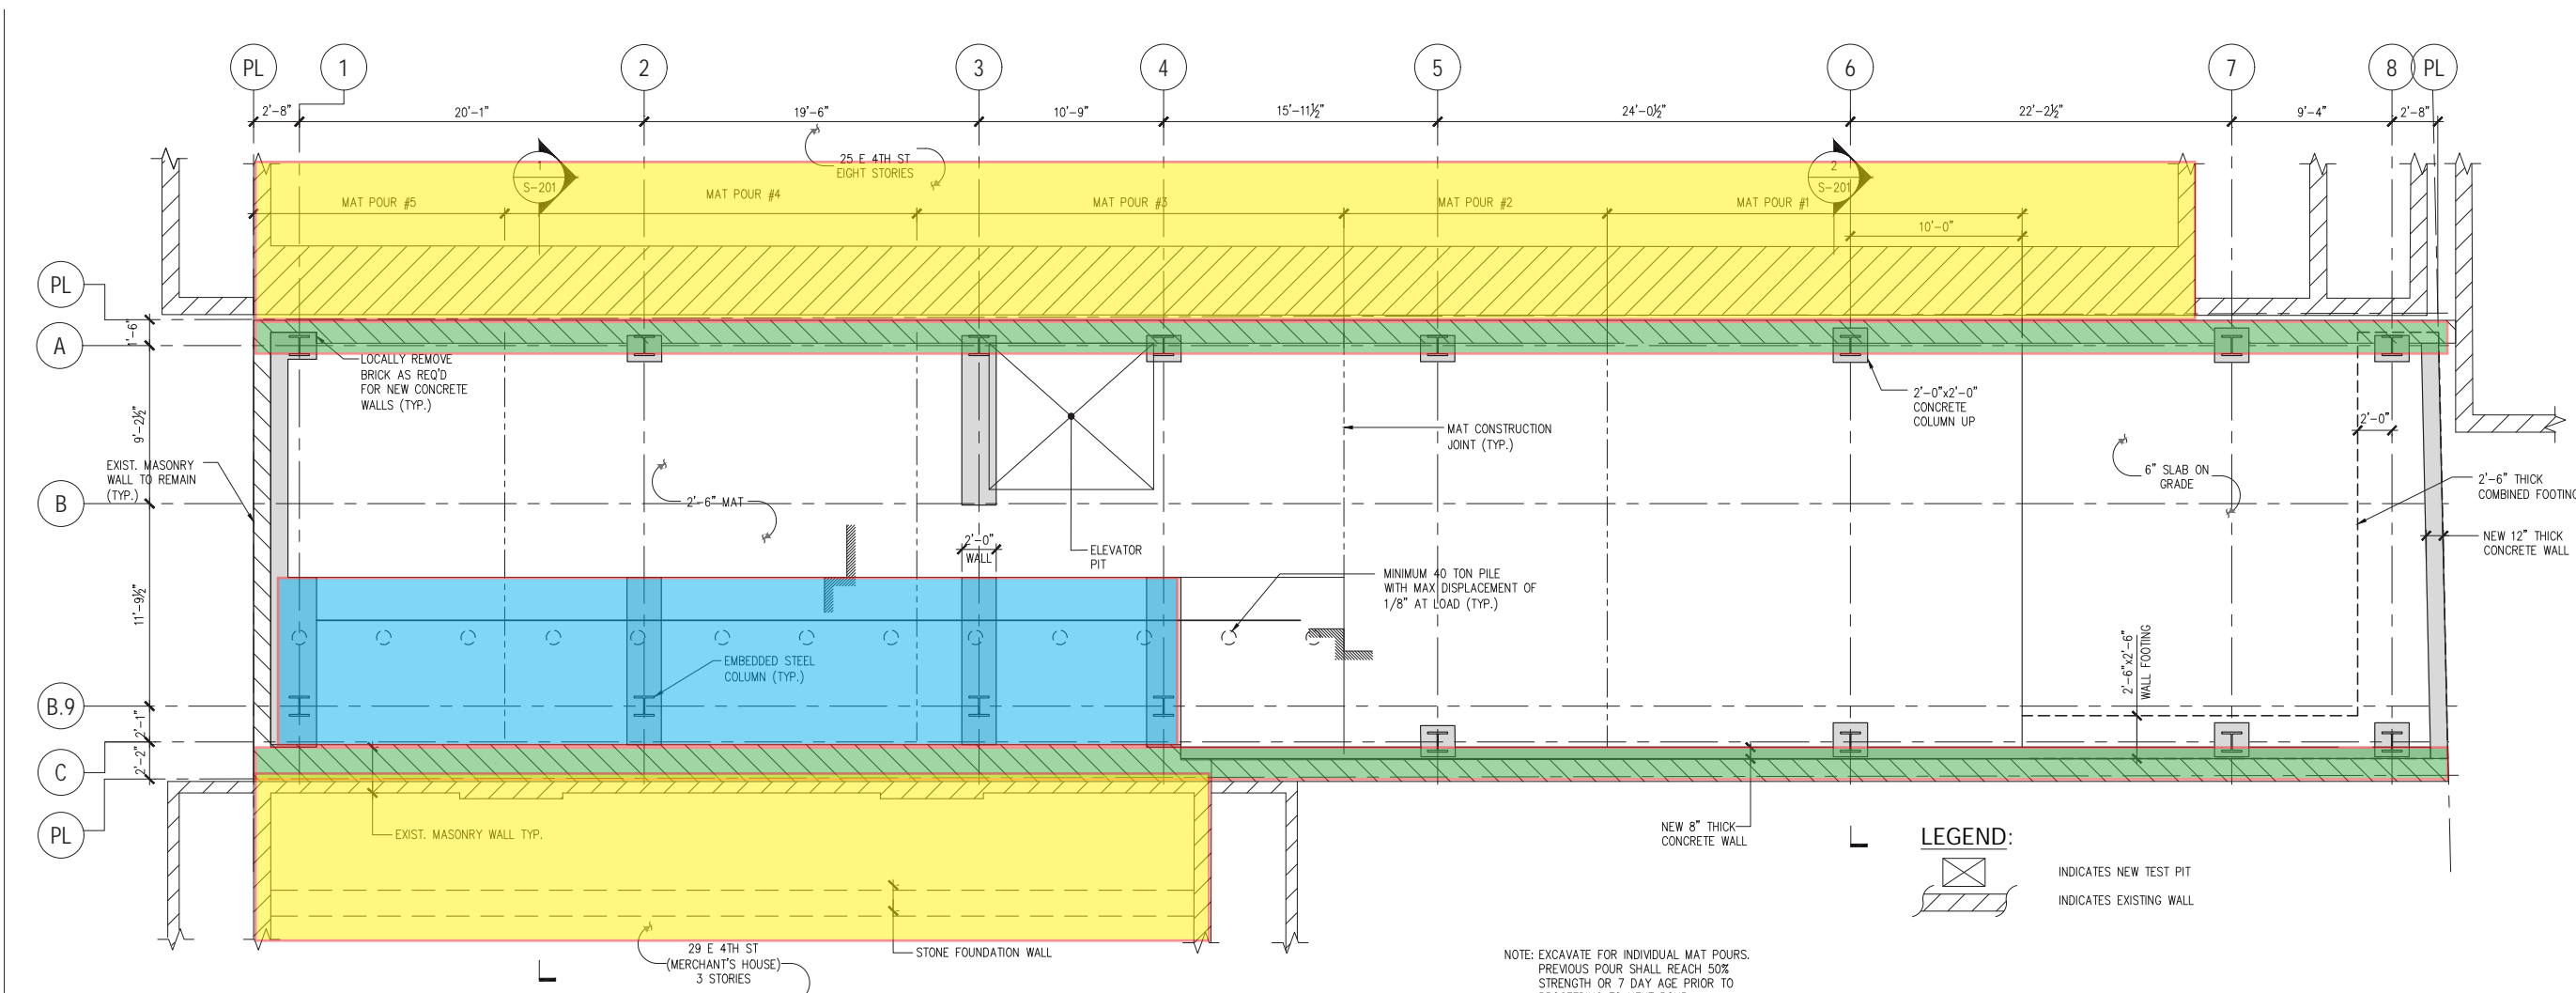 PL
1
2
3
4
5
6
7
8
PL
2'-8"
20'-1"
19'-6"
10'-9"
15'-11½"
24'-0½"
22'-2½"
9'-4"
2'-8"
25 E 4TH ST
EIGHT STORIES
1
S-201
2
S-201
MAT POUR #5
MAT POUR #4
MAT POUR #3
MAT POUR #2
MAT POUR #1
10'-0"
PL
1'-6"
A
LOCALLY REMOVE
BRICK AS REQ'D
FOR NEW CONCRETE
WALLS (TYP.)
2'-0"x2'-0"
CONCRETE
COLUMN UP
9'-2½"
2'-0"
MAT CONSTRUCTION
JOINT (TYP.)
EXIST. MASONRY
WALL TO REMAIN
(TYP.)
6" SLAB ON
GRADE
2'-6" THICK
COMBINED FOOTING
B
2'-6" MAT
2'-0"
WALL
ELEVATOR
PIT
NEW 12" THICK
CONCRETE WALL
MINIMUM 40 TON PILE
WITH MAX DISPLACEMENT OF
1/8" AT LOAD (TYP.)
11'-9½"
EMBEDDED STEEL
COLUMN (TYP.)
2'-6"x2'-6"
WALL FOOTING
B.9
2'-1"
C
2'-2"
PL
EXIST. MASONRY WALL TYP.
NEW 8" THICK
CONCRETE WALL
LEGEND:
INDICATES NEW TEST PIT
INDICATES EXISTING WALL
29 E 4TH ST
(MERCHANT'S HOUSE)
3 STORIES
STONE FOUNDATION WALL
NOTE: EXCAVATE FOR INDIVIDUAL MAT POURS.
PREVIOUS POUR SHALL REACH 50%
STRENGTH OR 7 DAY AGE PRIOR TO